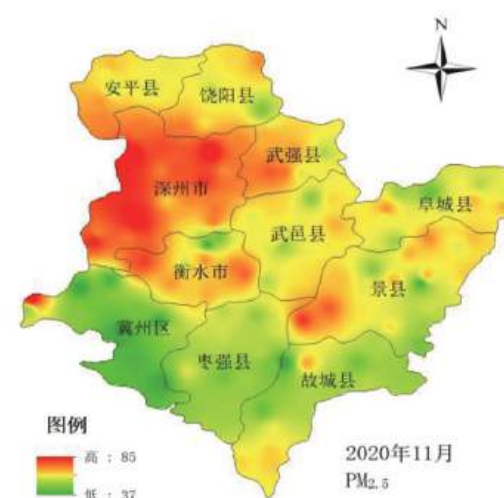 N
安平县
饶阳县
武强县
深州市
阜城县
武邑县
衡水市
景县
冀州区
枣强县
故城县
图例
高 : 85
低 : 37
2020年11月
PM2.5